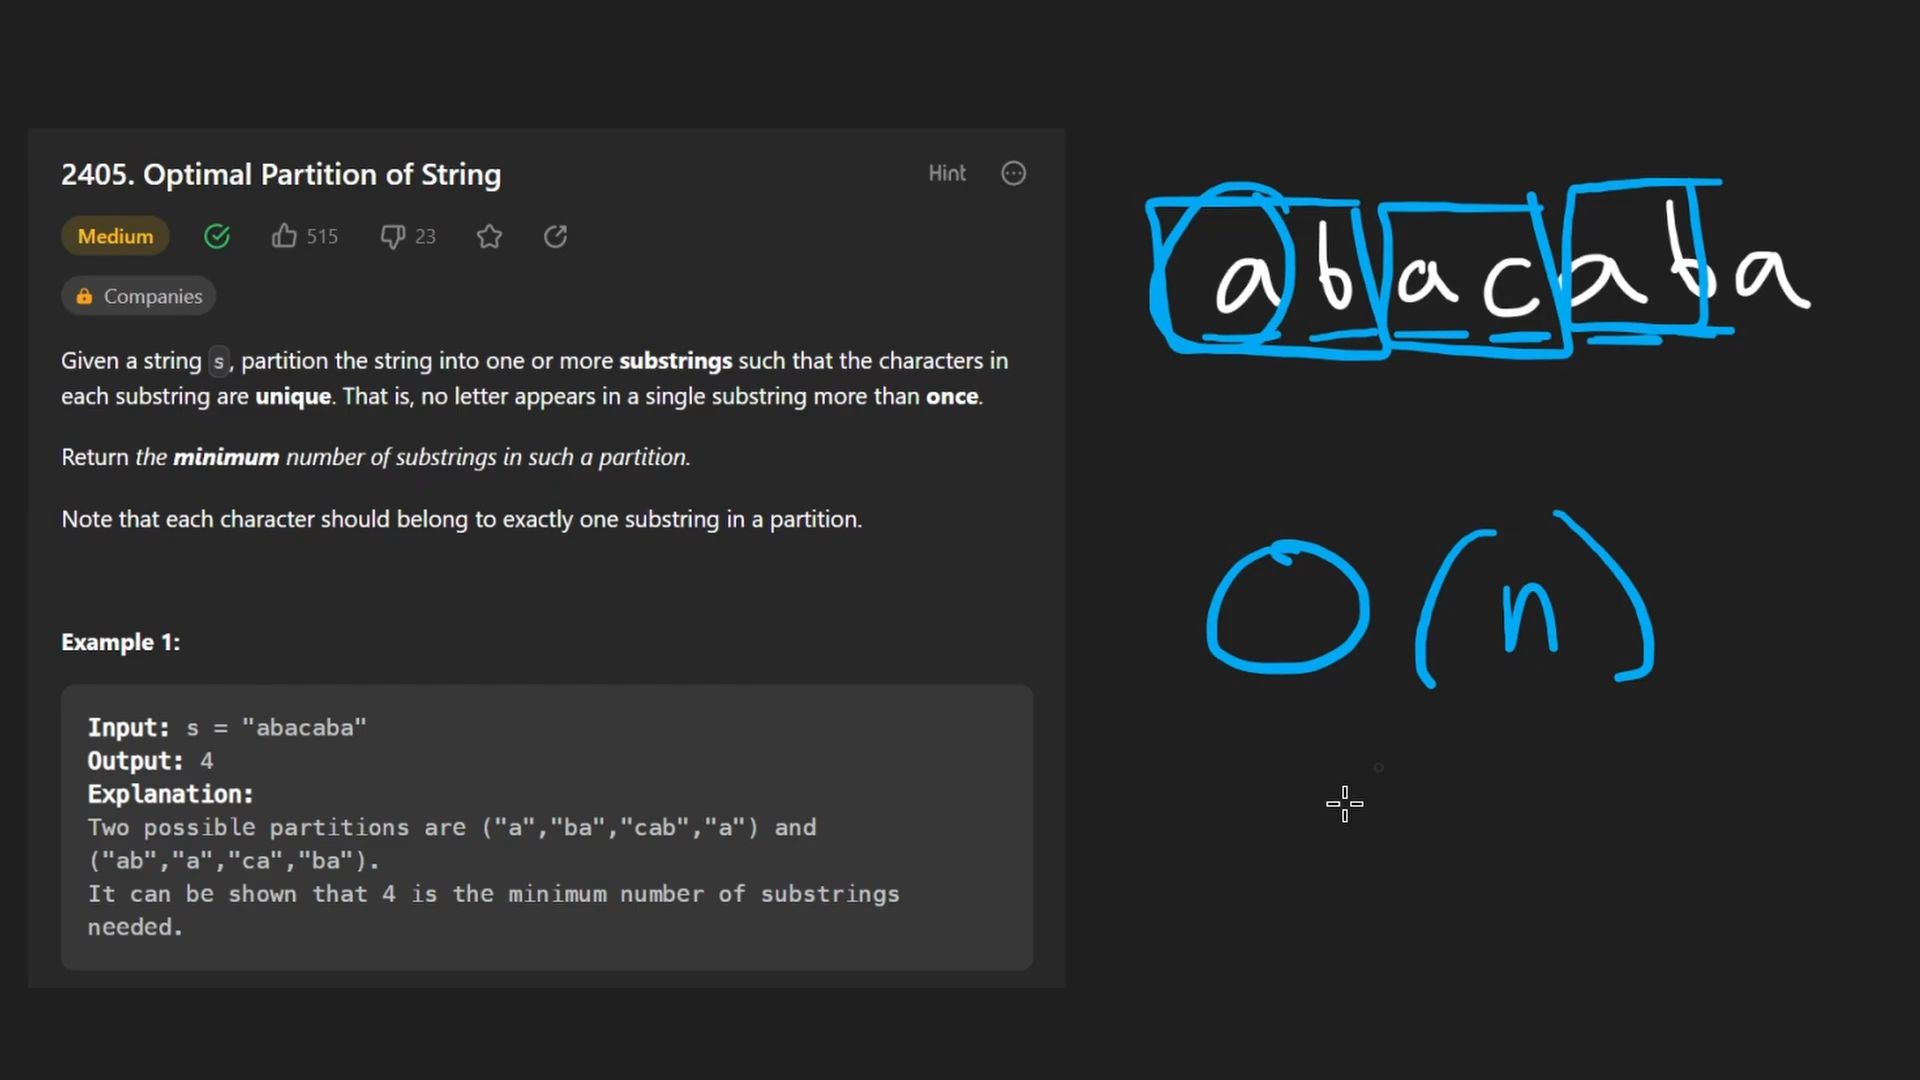 2405. Optimal Partition of String
Hint
Medium
515
23
Companies
Given a string s, partition the string into one or more substrings such that the characters in
each substring are unique. That is, no letter appears in a single substring more than once.
Return the minimum number of substrings in such a partition.
Note that each character should belong to exactly one substring in a partition.
Example 1:
Input: s = "abacaba"
Output: 4
Explanation:
Two possible partitions are ("a","ba","cab","a") and
("ab","a","ca","ba").
It can be shown that 4 is the minimum number of substrings
needed.
abacaba
O(n)